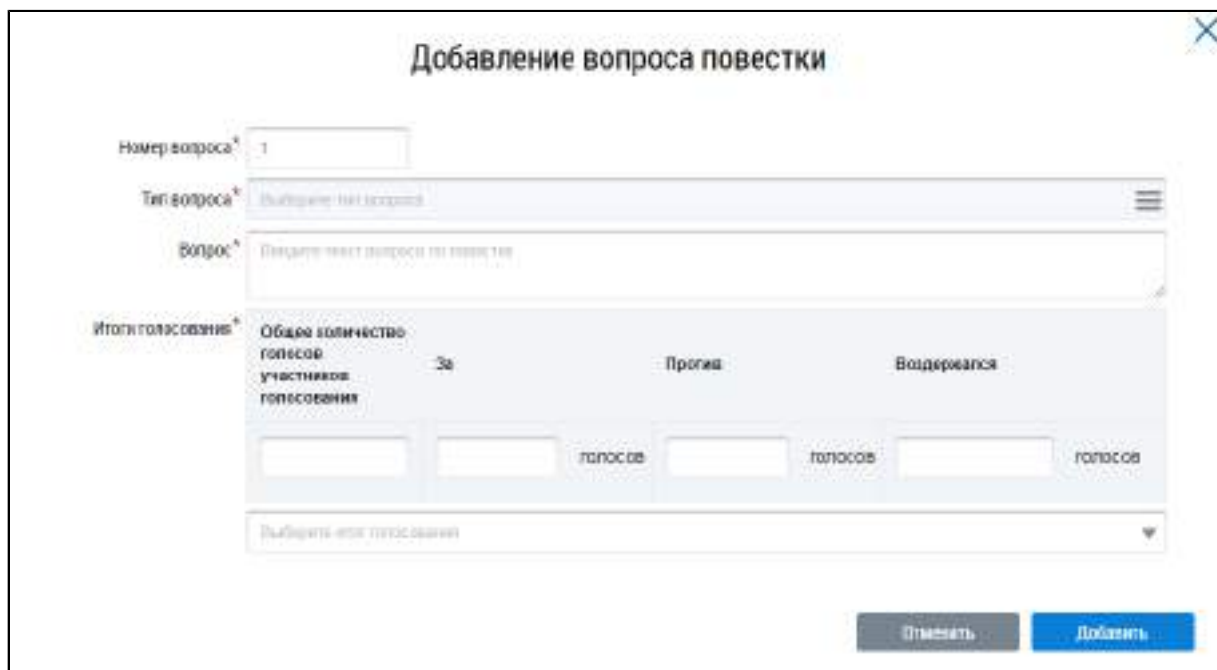 Добавление вопроса повестки
Номер вопроса* 1
Тип вопроса* Выберите тип вопроса
Вопрос* Введите текст вопроса по повестке
Итоги голосования*
Общее количество голосов участников голосования
За
Против
Воздержался
голосов
голосов
голосов
Выберите итог голосования
Отменить
Добавить